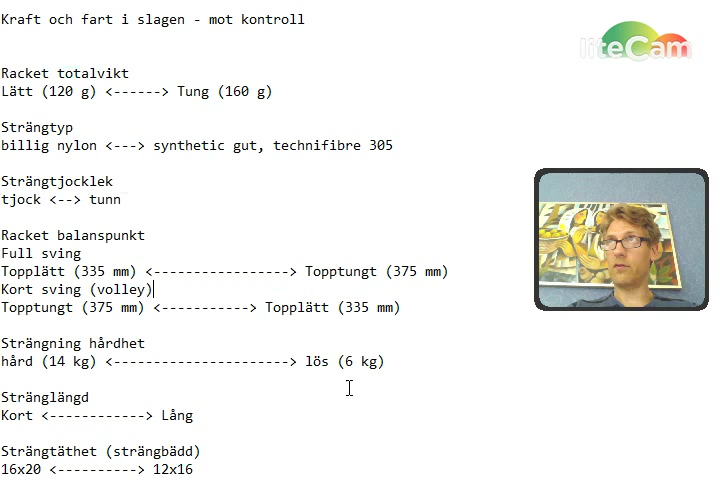 Kraft och fart i slagen - mot kontroll
liteCam
Racket totalvikt
Lätt (120 g) <------> Tung (160 g)
Strängtyp
billig nylon <---> synthetic gut, technifibre 305
Strängtjocklek
tjock <--> tunn
Racket balanspunkt
Full sving
Topplätt (335 mm) <-----------------> Topptungt (375 mm)
Kort sving (volley)
Topptungt (375 mm) <-----------> Topplätt (335 mm)
Strängning hårdhet
hård (14 kg) <---------------------> lös (6 kg)
Stränglängd
Kort <------------> Lång
Strängtäthet (strängbädd)
16x20 <----------> 12x16